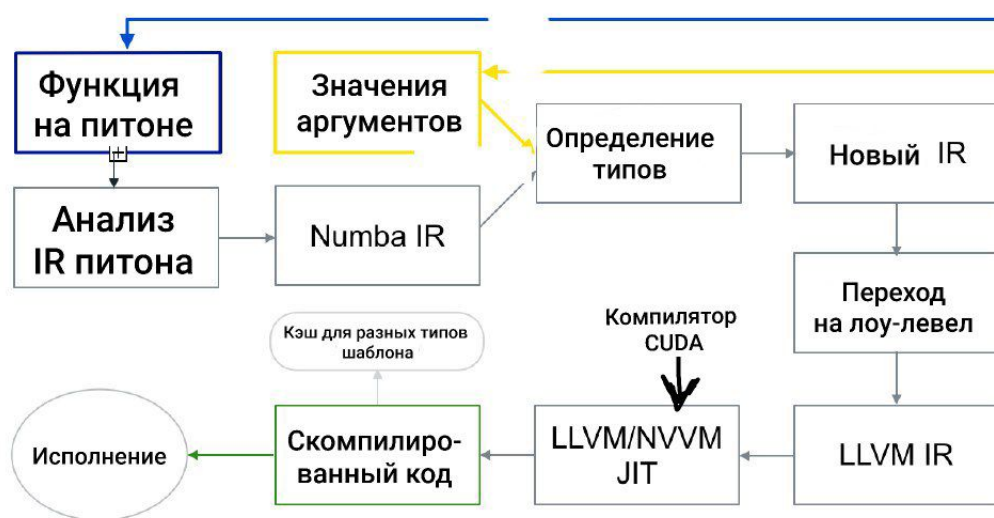 Функция
на питоне
Значения
аргументов
Определение
типов
Новый IR
Анализ
IR питона
Numba IR
Переход
на лоу-левел
Кэш для разных типов
шаблона
Компилятор
CUDA
Исполнение
Скомпилиро-
ванный код
LLVM/NVVM
JIT
LLVM IR